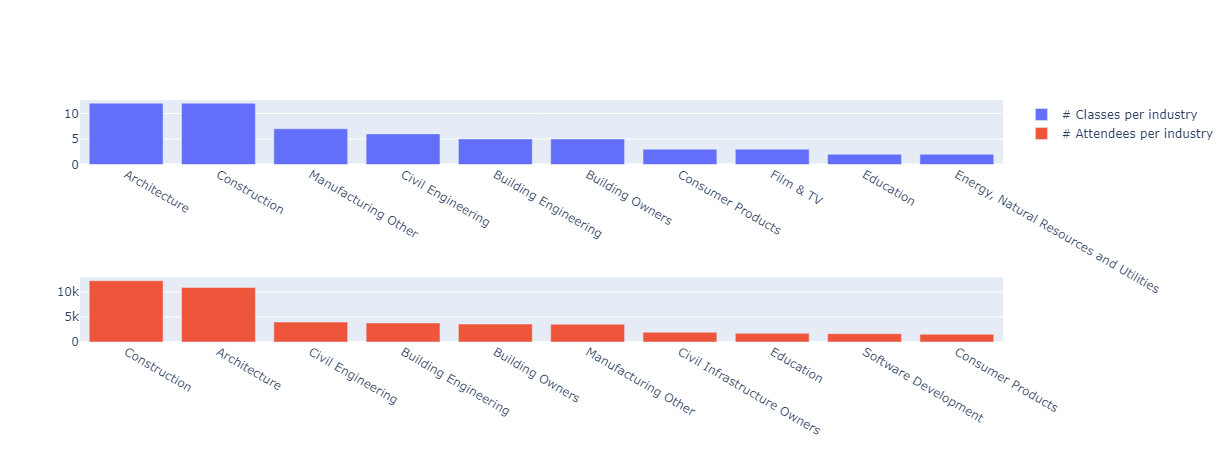 10
5
0
# Classes per industry
# Attendees per industry
Architecture
Construction
Manufacturing Other
Civil Engineering
Building Engineering
Building Owners
Consumer Products
Film & TV
Education
Energy, Natural Resources and Utilities
10k
5k
0
Construction
Architecture
Civil Engineering
Building Engineering
Building Owners
Manufacturing Other
Civil Infrastructure Owners
Education
Software Development
Consumer Products